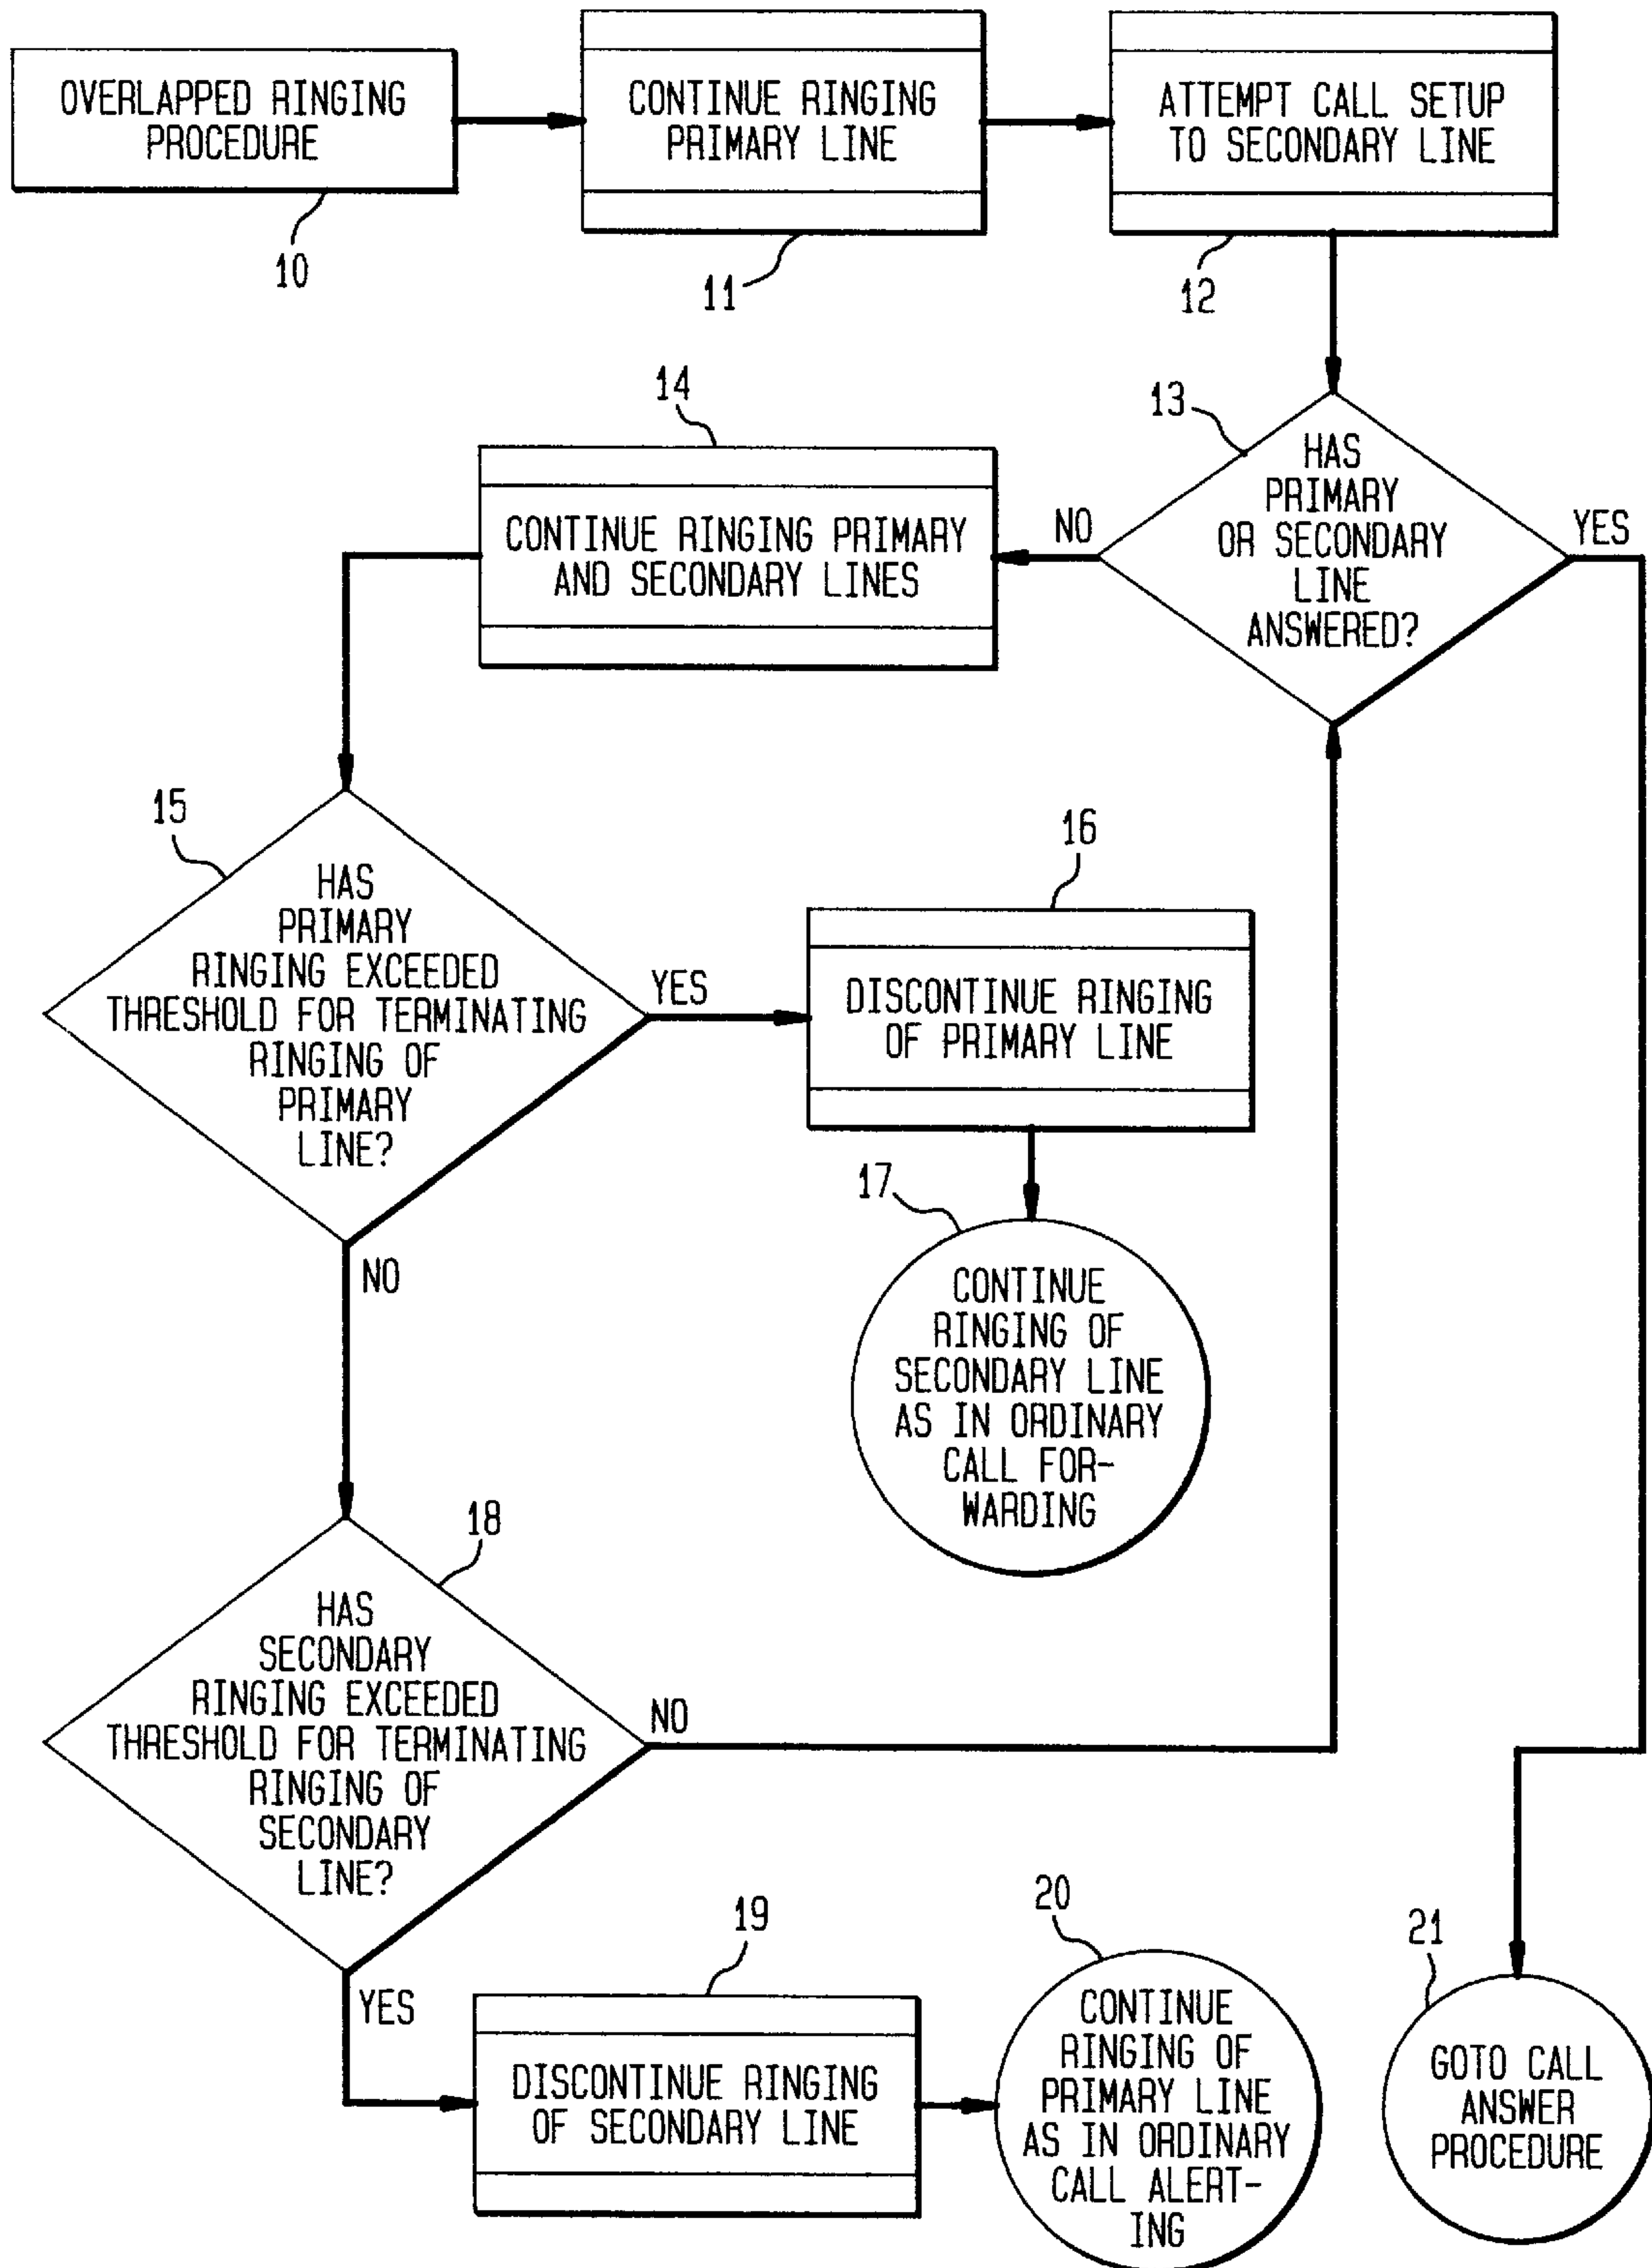 OVERLAPPED RINGING
PROCEDURE
10
CONTINUE RINGING
PRIMARY LINE
11
ATTEMPT CALL SETUP
TO SECONDARY LINE
12
13
HAS
PRIMARY
OR SECONDARY
LINE
ANSWERED?
NO
YES
14
CONTINUE RINGING PRIMARY
AND SECONDARY LINES
15
HAS
PRIMARY
RINGING EXCEEDED
THRESHOLD FOR TERMINATING
RINGING OF
PRIMARY
LINE?
YES
NO
16
DISCONTINUE RINGING
OF PRIMARY LINE
17
CONTINUE
RINGING OF
SECONDARY LINE
AS IN ORDINARY
CALL FOR-
WARDING
18
HAS
SECONDARY
RINGING EXCEEDED
THRESHOLD FOR TERMINATING
RINGING OF
SECONDARY
LINE?
NO
YES
19
DISCONTINUE RINGING
OF SECONDARY LINE
20
CONTINUE
RINGING OF
PRIMARY LINE
AS IN ORDINARY
CALL ALERT-
ING
21
GOTO CALL
ANSWER
PROCEDURE